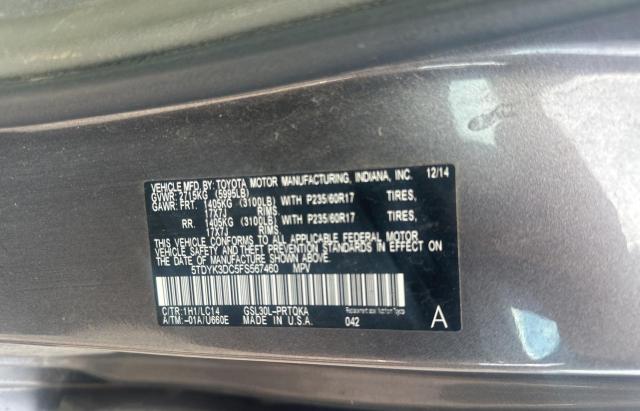 VEHICLE MFD. BY: TOYOTA MOTOR MANUFACTURING, INDIANA, INC. 12/14
GVWR: 2715KG (5995LB)
GAWR: FRT. 1405KG (3100LB) WITH P235/60R17 TIRES,
17X7J RIMS.
RR. 1405KG (3100LB) WITH P235/60R17 TIRES,
17X7J RIMS.
THIS VEHICLE CONFORMS TO ALL APPLICABLE FEDERAL MOTOR
VEHICLE SAFETY, BUMPER, AND THEFT PREVENTION STANDARDS IN EFFECT
ON THE DATE OF MANUFACTURE SHOWN ABOVE.
5TDYK3DC5FS567460 MPV
C/TR:1H1/LC14 GSL30L-PRTQKA
A/TM:-01A/U660E MADE IN U.S.A. 042 A